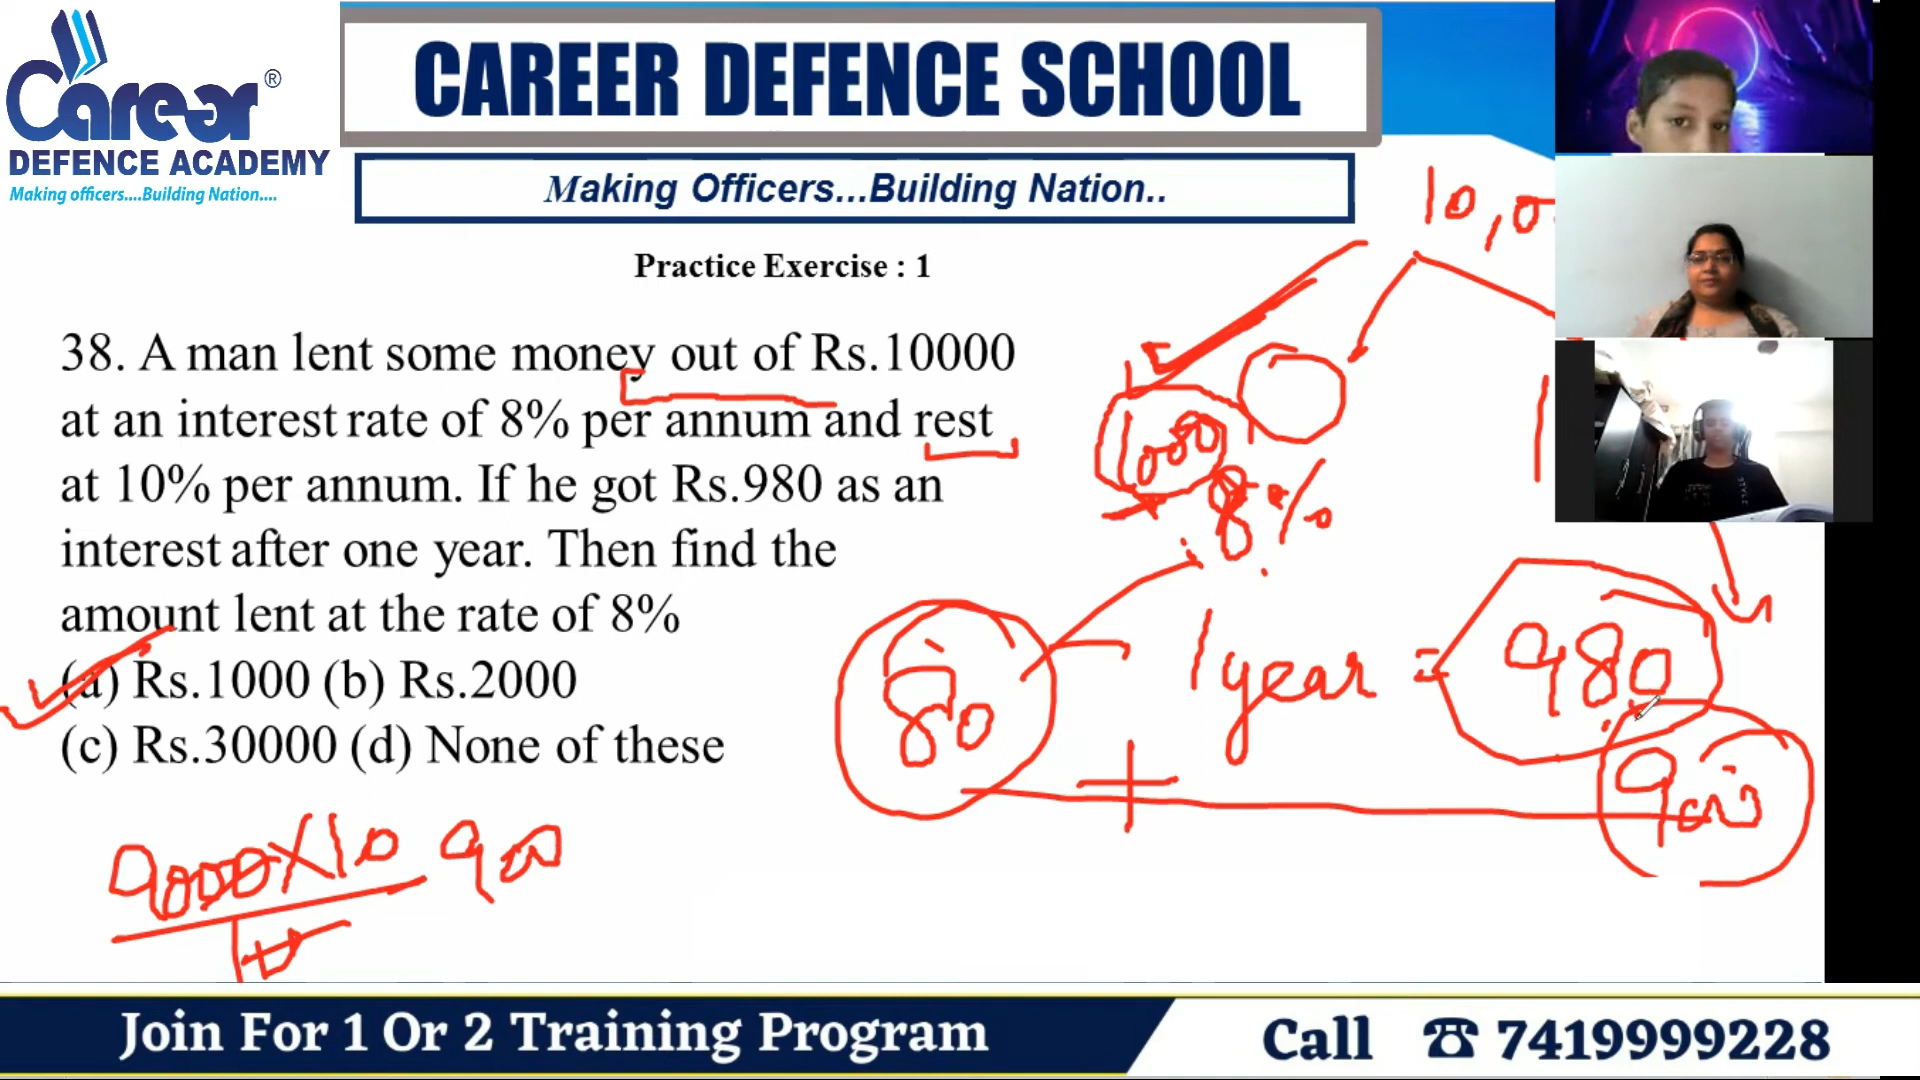 Career®
DEFENCE ACADEMY
Making officers....Building Nation....
CAREER DEFENCE SCHOOL
Making Officers...Building Nation..
Practice Exercise : 1
38. A man lent some money out of Rs.10000
at an interest rate of 8% per annum and rest
at 10% per annum. If he got Rs.980 as an
interest after one year. Then find the
amount lent at the rate of 8%
(a) Rs.1000 (b) Rs.2000
(c) Rs.30000 (d) None of these
10,0
1000
8%
80
1 year = 980
+
900
9000×10 900
Join For 1 Or 2 Training Program
Call ☎ 7419999228